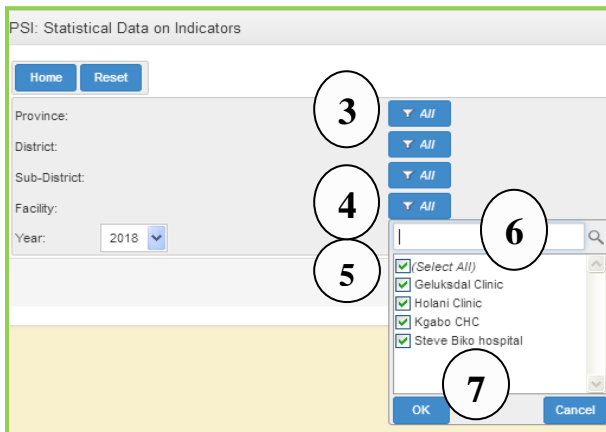 PSI: Statistical Data on Indicators
Home Reset
Province: 3 All
District: All
Sub-District: All
Facility: 4 All
Year: 2018 6
5 (Select All)
Geluksdal Clinic
Holani Clinic
Kgabo CHC
Steve Biko hospital
7
OK Cancel